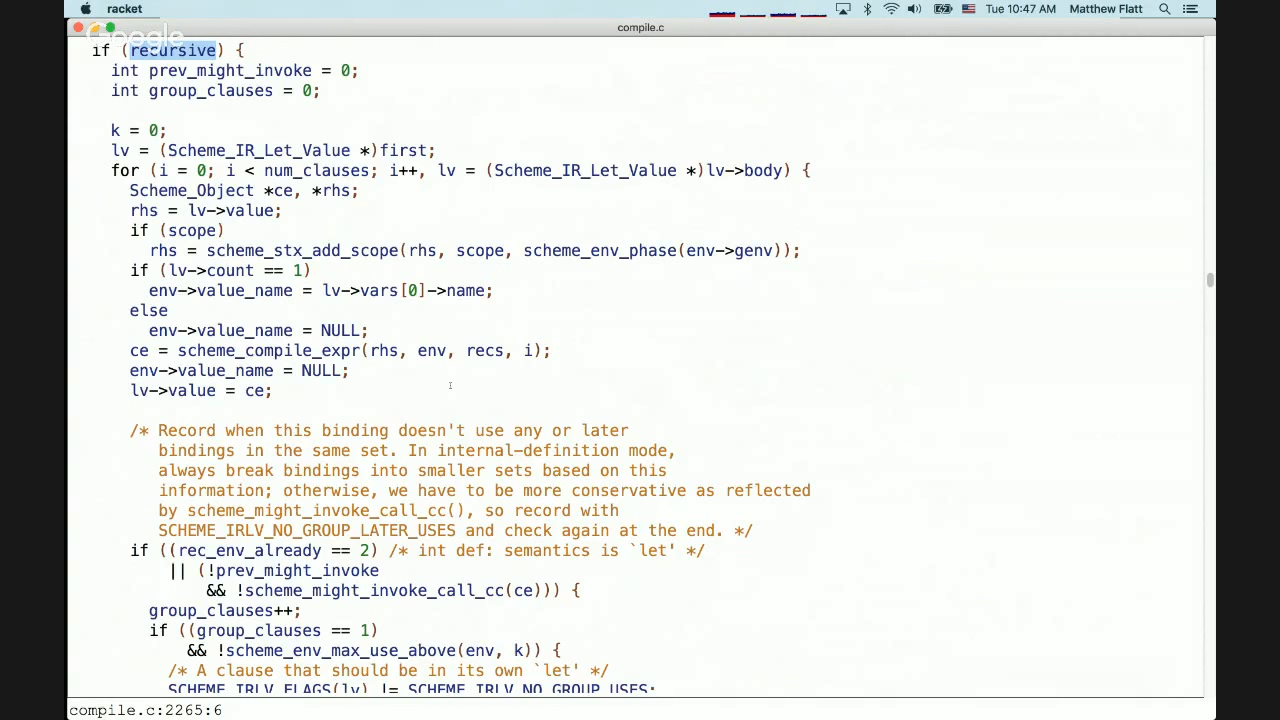 racket
Tue 10:47 AM Matthew Flatt
compile.c
Google
if (recursive) {
int prev_might_invoke = 0;
int group_clauses = 0;
k = 0;
lv = (Scheme_IR_Let_Value *)first;
for (i = 0; i < num_clauses; i++, lv = (Scheme_IR_Let_Value *)lv->body) {
Scheme_Object *ce, *rhs;
rhs = lv->value;
if (scope)
rhs = scheme_stx_add_scope(rhs, scope, scheme_env_phase(env->genv));
if (lv->count == 1)
env->value_name = lv->vars[0]->name;
else
env->value_name = NULL;
ce = scheme_compile_expr(rhs, env, recs, i);
env->value_name = NULL;
lv->value = ce;
/* Record when this binding doesn't use any or later
bindings in the same set. In internal-definition mode,
always break bindings into smaller sets based on this
information; otherwise, we have to be more conservative as reflected
by scheme_might_invoke_call_cc(), so record with
SCHEME_IRLV_NO_GROUP_LATER_USES and check again at the end. */
if ((rec_env_already == 2) /* int def: semantics is `let' */
|| (!prev_might_invoke
&& !scheme_might_invoke_call_cc(ce))) {
group_clauses++;
if ((group_clauses == 1)
&& !scheme_env_max_use_above(env, k)) {
/* A clause that should be in its own `let' */
SCHEME_IRLV_FLAGS(lv) |= SCHEME_IRLV_NO_GROUP_USES;
compile.c:2265:6